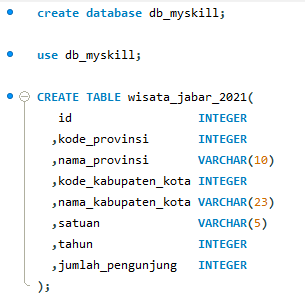 create database db_myskill;
use db_myskill;
CREATE TABLE wisata_jabar_2021(
id INTEGER
,kode_provinsi INTEGER
,nama_provinsi VARCHAR(10)
,kode_kabupaten_kota INTEGER
,nama_kabupaten_kota VARCHAR(23)
,satuan VARCHAR(5)
,tahun INTEGER
,jumlah_pengunjung INTEGER
);